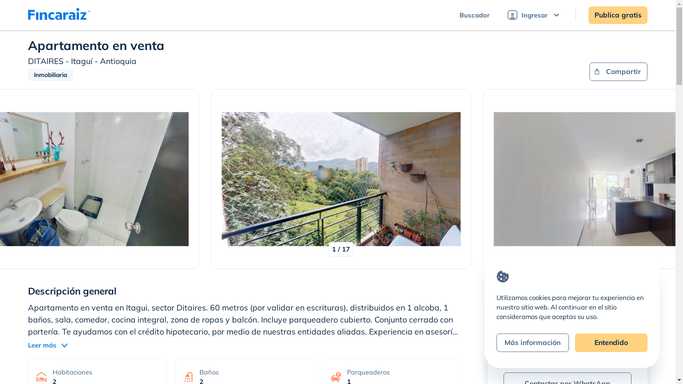 Fincaraiz
Buscador
Ingresar
Publica gratis
Apartamento en venta
DITAIRES - Itaguí - Antioquia
Inmobiliaria
Compartir
1 / 17
Descripción general
Apartamento en venta en Itagui, sector Ditaires. 60 metros (por validar en escrituras), distribuidos en 1 alcoba, 1
baños, sala, comedor, cocina integral, zona de ropas y balcón. Incluye parqueadero cubierto. Conjunto cerrado con
portería. Te ayudamos con el crédito hipotecario, por medio de nuestras entidades aliadas. Experiencia en asesorí...
Leer más
Habitaciones
2
Baños
2
Parqueaderos
1
Utilizamos cookies para mejorar tu experiencia en
nuestro sitio web. Al continuar en el sitio
consideramos que aceptas su uso.
Más información
Entendido
Contactar por WhatsApp